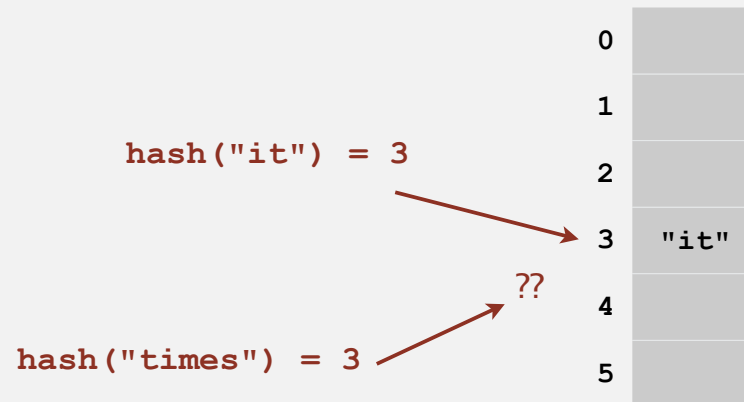 0
1
hash("it") = 3
2
3 "it"
??
4
hash("times") = 3
5